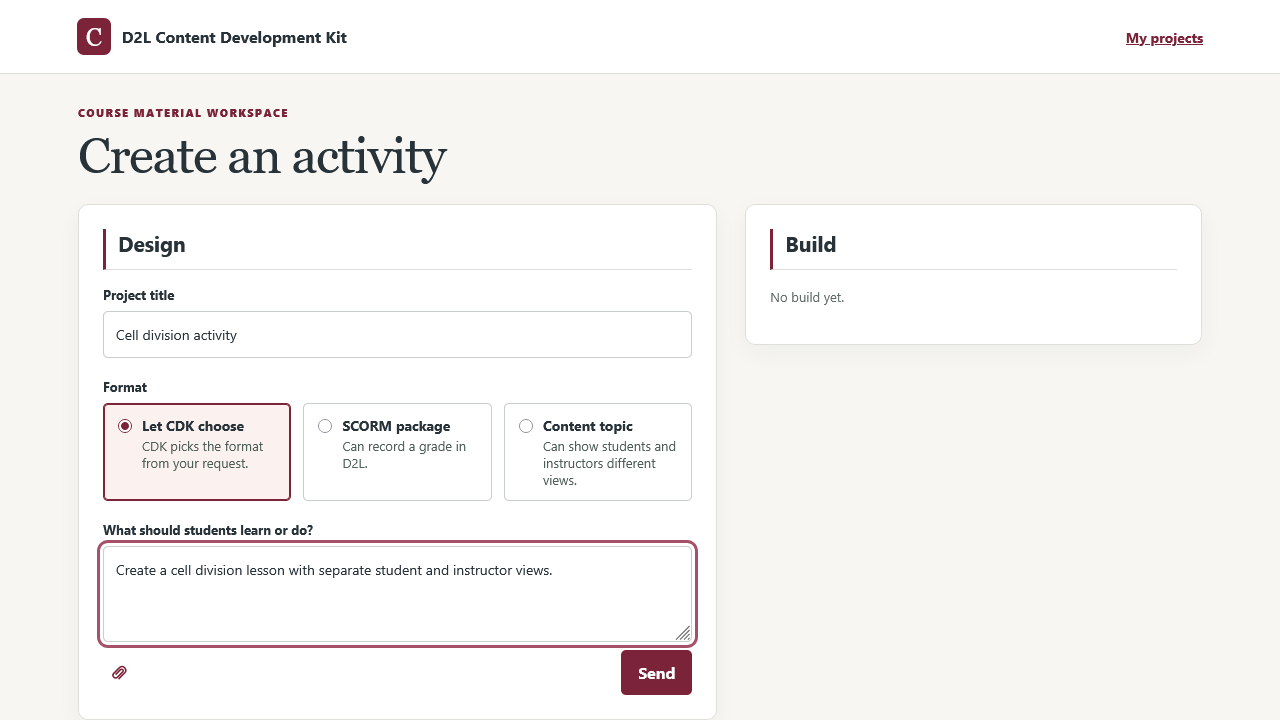 C D2L Content Development Kit
My projects
COURSE MATERIAL WORKSPACE
Create an activity
Design
Project title
Cell division activity
Format
Let CDK choose
CDK picks the format
from your request.
SCORM package
Can record a grade in
D2L.
Content topic
Can show students and
instructors different
views.
What should students learn or do?
Create a cell division lesson with separate student and instructor views.
Send
Build
No build yet.